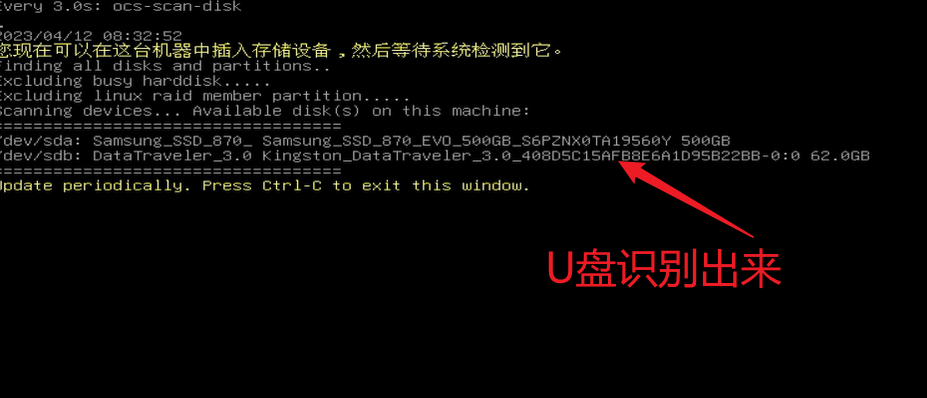 Every 3.0s: ocs-scan-disk
2023/04/12 08:32:52
您现在可以在这台机器中插入存储设备，然后等待系统检测到它。
Finding all disks and partitions..
Excluding busy harddisk.....
Excluding linux raid member partition.....
Scanning devices... Available disk(s) on this machine:
===================================
/dev/sda: Samsung_SSD_870_ Samsung_SSD_870_EVO_500GB_S6PZNX0TA19560Y 500GB
/dev/sdb: DataTraveler_3.0 Kingston_DataTraveler_3.0_408D5C15AFB8E6A1D95B22BB-0:0 62.0GB
===================================
Update periodically. Press Ctrl-C to exit this window.
U盘识别出来